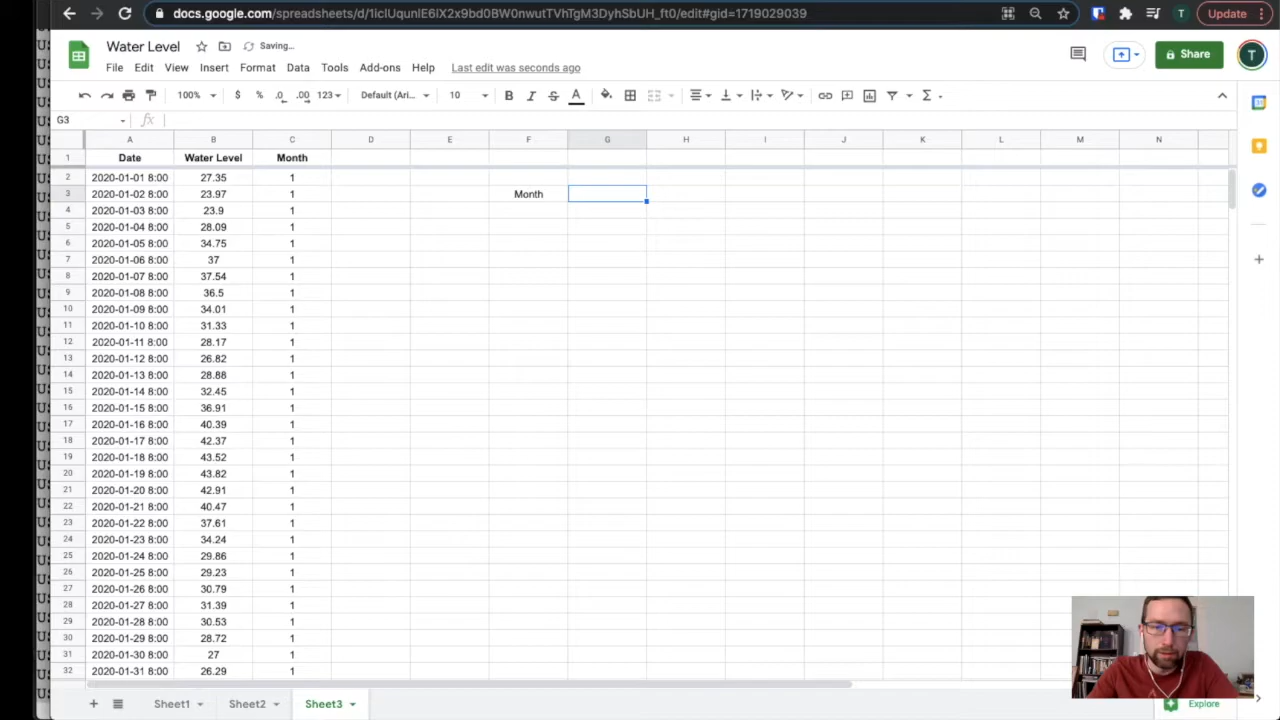 docs.google.com/spreadsheets/d/1iclUqunlE6lX2x9bd0BW0nwutTVhTgM3DyhSbUH_ft0/edit#gid=1719029039
T
Update
Water Level
Saving…
Share
T
File Edit View Insert Format Data Tools Add-ons Help Last edit was second ago
100% $ % .0 .00 123 Default (Ari... 10 B I S A Σ
G3 fx
A B C D E F G H I J K L M N
1 Date Water Level Month
2 2020-01-01 8:00 27.35 1
3 2020-01-02 8:00 23.97 1 Month
4 2020-01-03 8:00 23.9 1
5 2020-01-04 8:00 28.09 1
6 2020-01-05 8:00 34.75 1
7 2020-01-06 8:00 37 1
8 2020-01-07 8:00 37.54 1
9 2020-01-08 8:00 36.5 1
10 2020-01-09 8:00 34.01 1
11 2020-01-10 8:00 31.33 1
12 2020-01-11 8:00 28.17 1
13 2020-01-12 8:00 26.82 1
14 2020-01-13 8:00 28.88 1
15 2020-01-14 8:00 32.45 1
16 2020-01-15 8:00 36.91 1
17 2020-01-16 8:00 40.39 1
18 2020-01-17 8:00 42.37 1
19 2020-01-18 8:00 43.52 1
20 2020-01-19 8:00 43.82 1
21 2020-01-20 8:00 42.91 1
22 2020-01-21 8:00 40.47 1
23 2020-01-22 8:00 37.61 1
24 2020-01-23 8:00 34.24 1
25 2020-01-24 8:00 29.86 1
26 2020-01-25 8:00 29.23 1
27 2020-01-26 8:00 30.79 1
28 2020-01-27 8:00 31.39 1
29 2020-01-28 8:00 30.53 1
30 2020-01-29 8:00 28.72 1
31 2020-01-30 8:00 27 1
32 2020-01-31 8:00 26.29 1
Sheet1 Sheet2 Sheet3 Explore